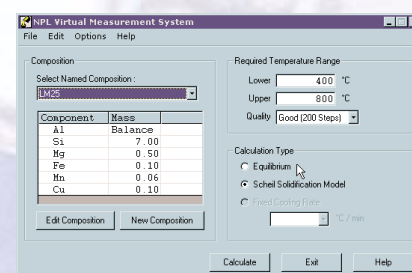 NPL Virtual Measurement System
File Edit Options Help
Composition
Select Named Composition :
LM25
Component Mass
Al Balance
Si 7.00
Mg 0.50
Fe 0.10
Mn 0.06
Cu 0.10
Edit Composition New Composition
Required Temperature Range
Lower 400 °C
Upper 800 °C
Quality Good (200 Steps)
Calculation Type
Equilibrium
Scheil Solidification Model
Fixed Cooling Rate
°C / min
Calculate Exit Help